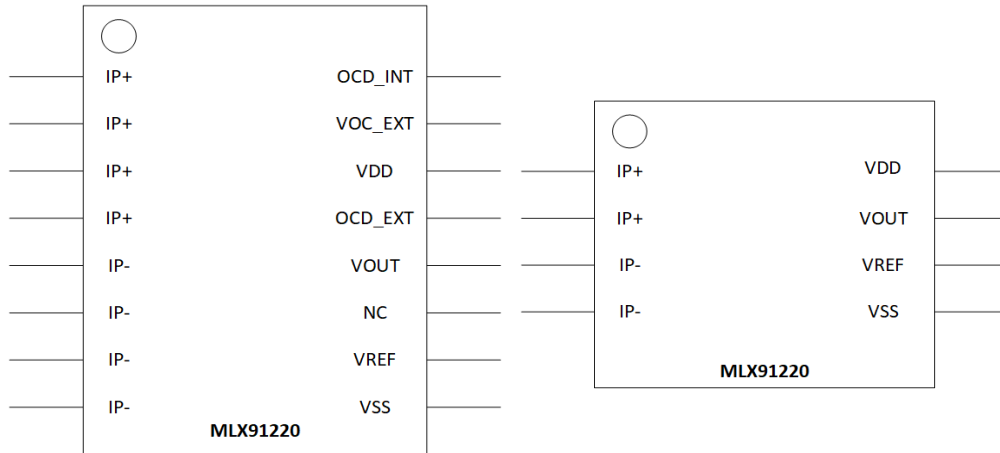 IP+ OCD_INT
IP+ VOC_EXT
IP+ VDD
IP+ OCD_EXT
IP- VOUT
IP- NC
IP- VREF
IP- VSS
MLX91220
IP+ VDD
IP+ VOUT
IP- VREF
IP- VSS
MLX91220